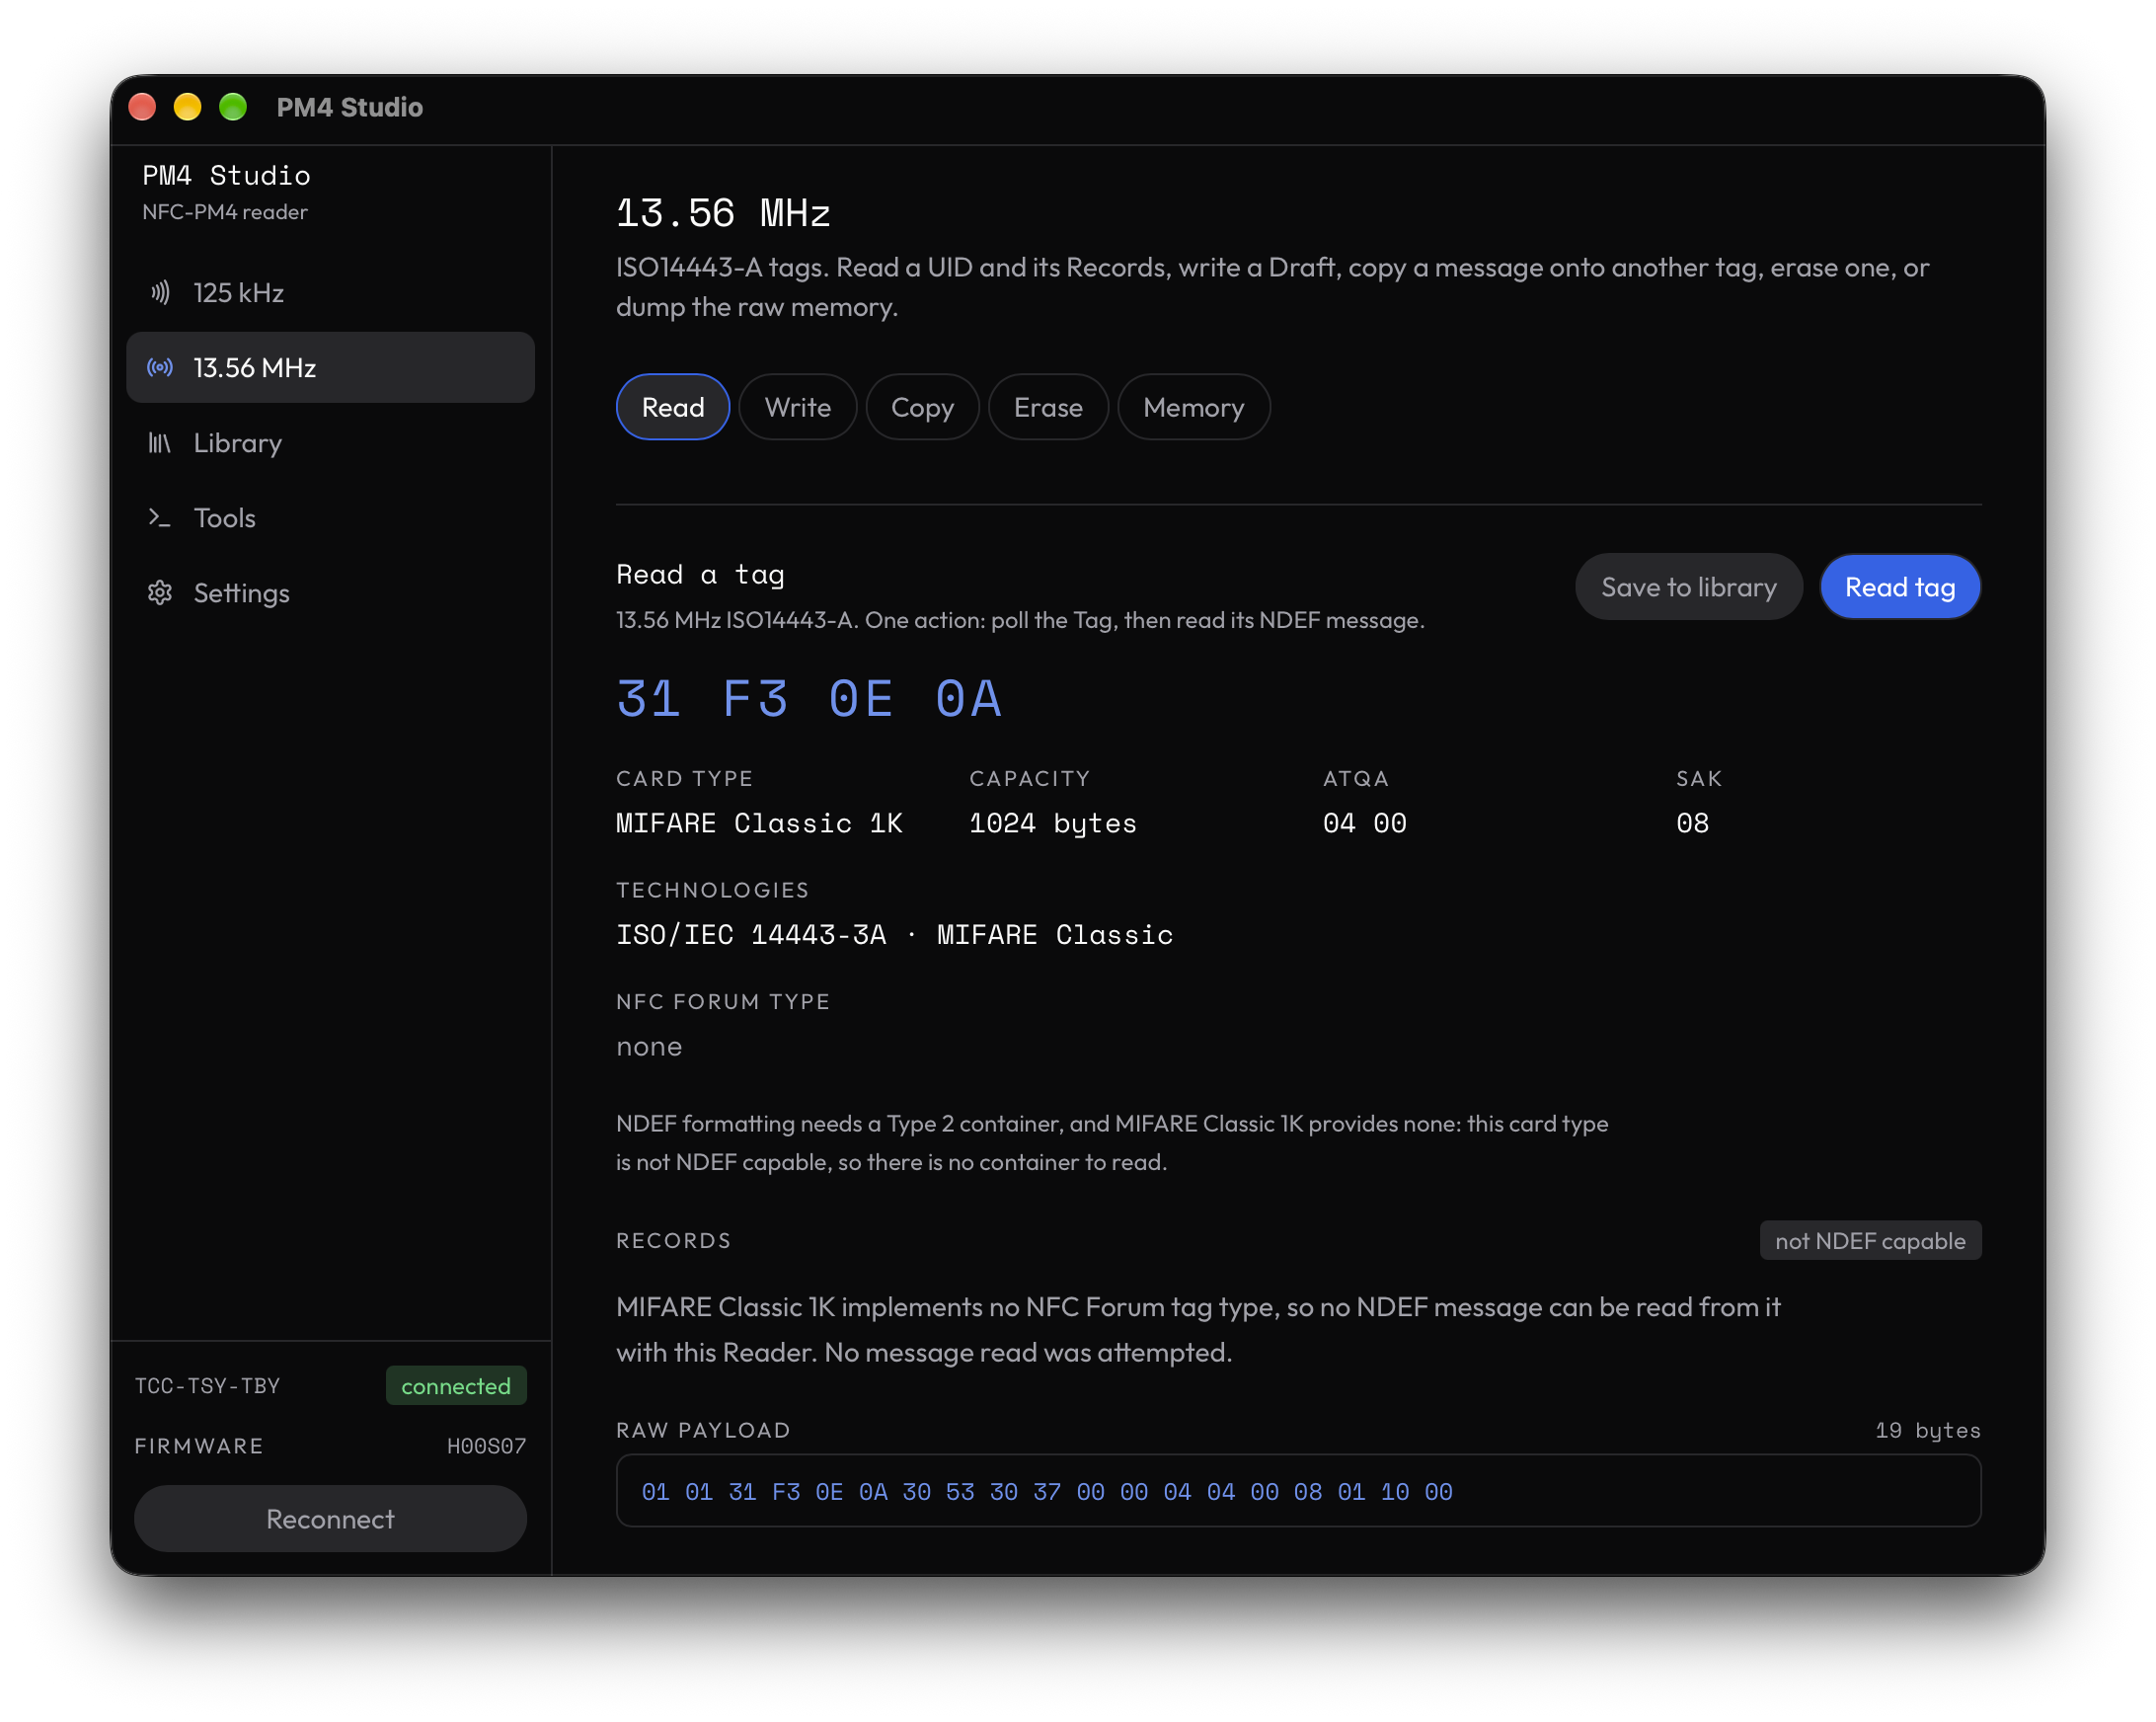 PM4 Studio
PM4 Studio
NFC-PM4 reader
125 kHz
13.56 MHz
Library
Tools
Settings
TCC-TSY-TBY
connected
FIRMWARE
H00S07
Reconnect
13.56 MHz
ISO14443-A tags. Read a UID and its Records, write a Draft, copy a message onto another tag, erase one, or
dump the raw memory.
Read
Write
Copy
Erase
Memory
Read a tag
13.56 MHz ISO14443-A. One action: poll the Tag, then read its NDEF message.
Save to library
Read tag
31 F3 0E 0A
CARD TYPE
MIFARE Classic 1K
CAPACITY
1024 bytes
ATQA
04 00
SAK
08
TECHNOLOGIES
ISO/IEC 14443-3A · MIFARE Classic
NFC FORUM TYPE
none
NDEF formatting needs a Type 2 container, and MIFARE Classic 1K provides none: this card type
is not NDEF capable, so there is no container to read.
RECORDS
not NDEF capable
MIFARE Classic 1K implements no NFC Forum tag type, so no NDEF message can be read from it
with this Reader. No message read was attempted.
RAW PAYLOAD
19 bytes
01 01 31 F3 0E 0A 30 53 30 37 00 00 04 04 00 08 01 10 00